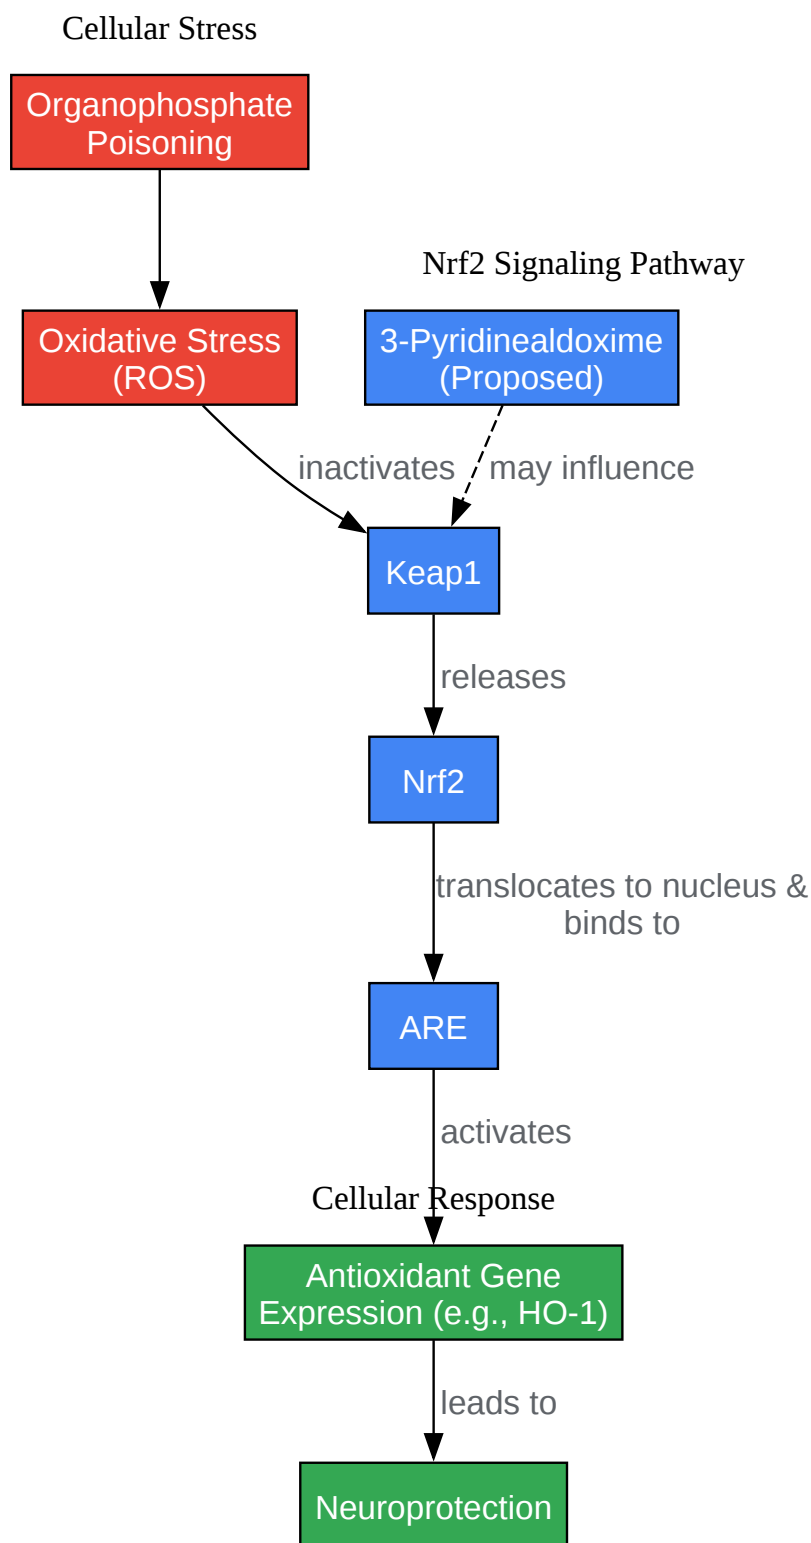 Cellular Stress
Organophosphate
Poisoning
Nrf2 Signaling Pathway
Oxidative Stress
(ROS)
3-Pyridinealdoxime
(Proposed)
inactivates
may influence
Keap1
releases
Nrf2
translocates to nucleus &
binds to
ARE
activates
Cellular Response
Antioxidant Gene
Expression (e.g., HO-1)
leads to
Neuroprotection